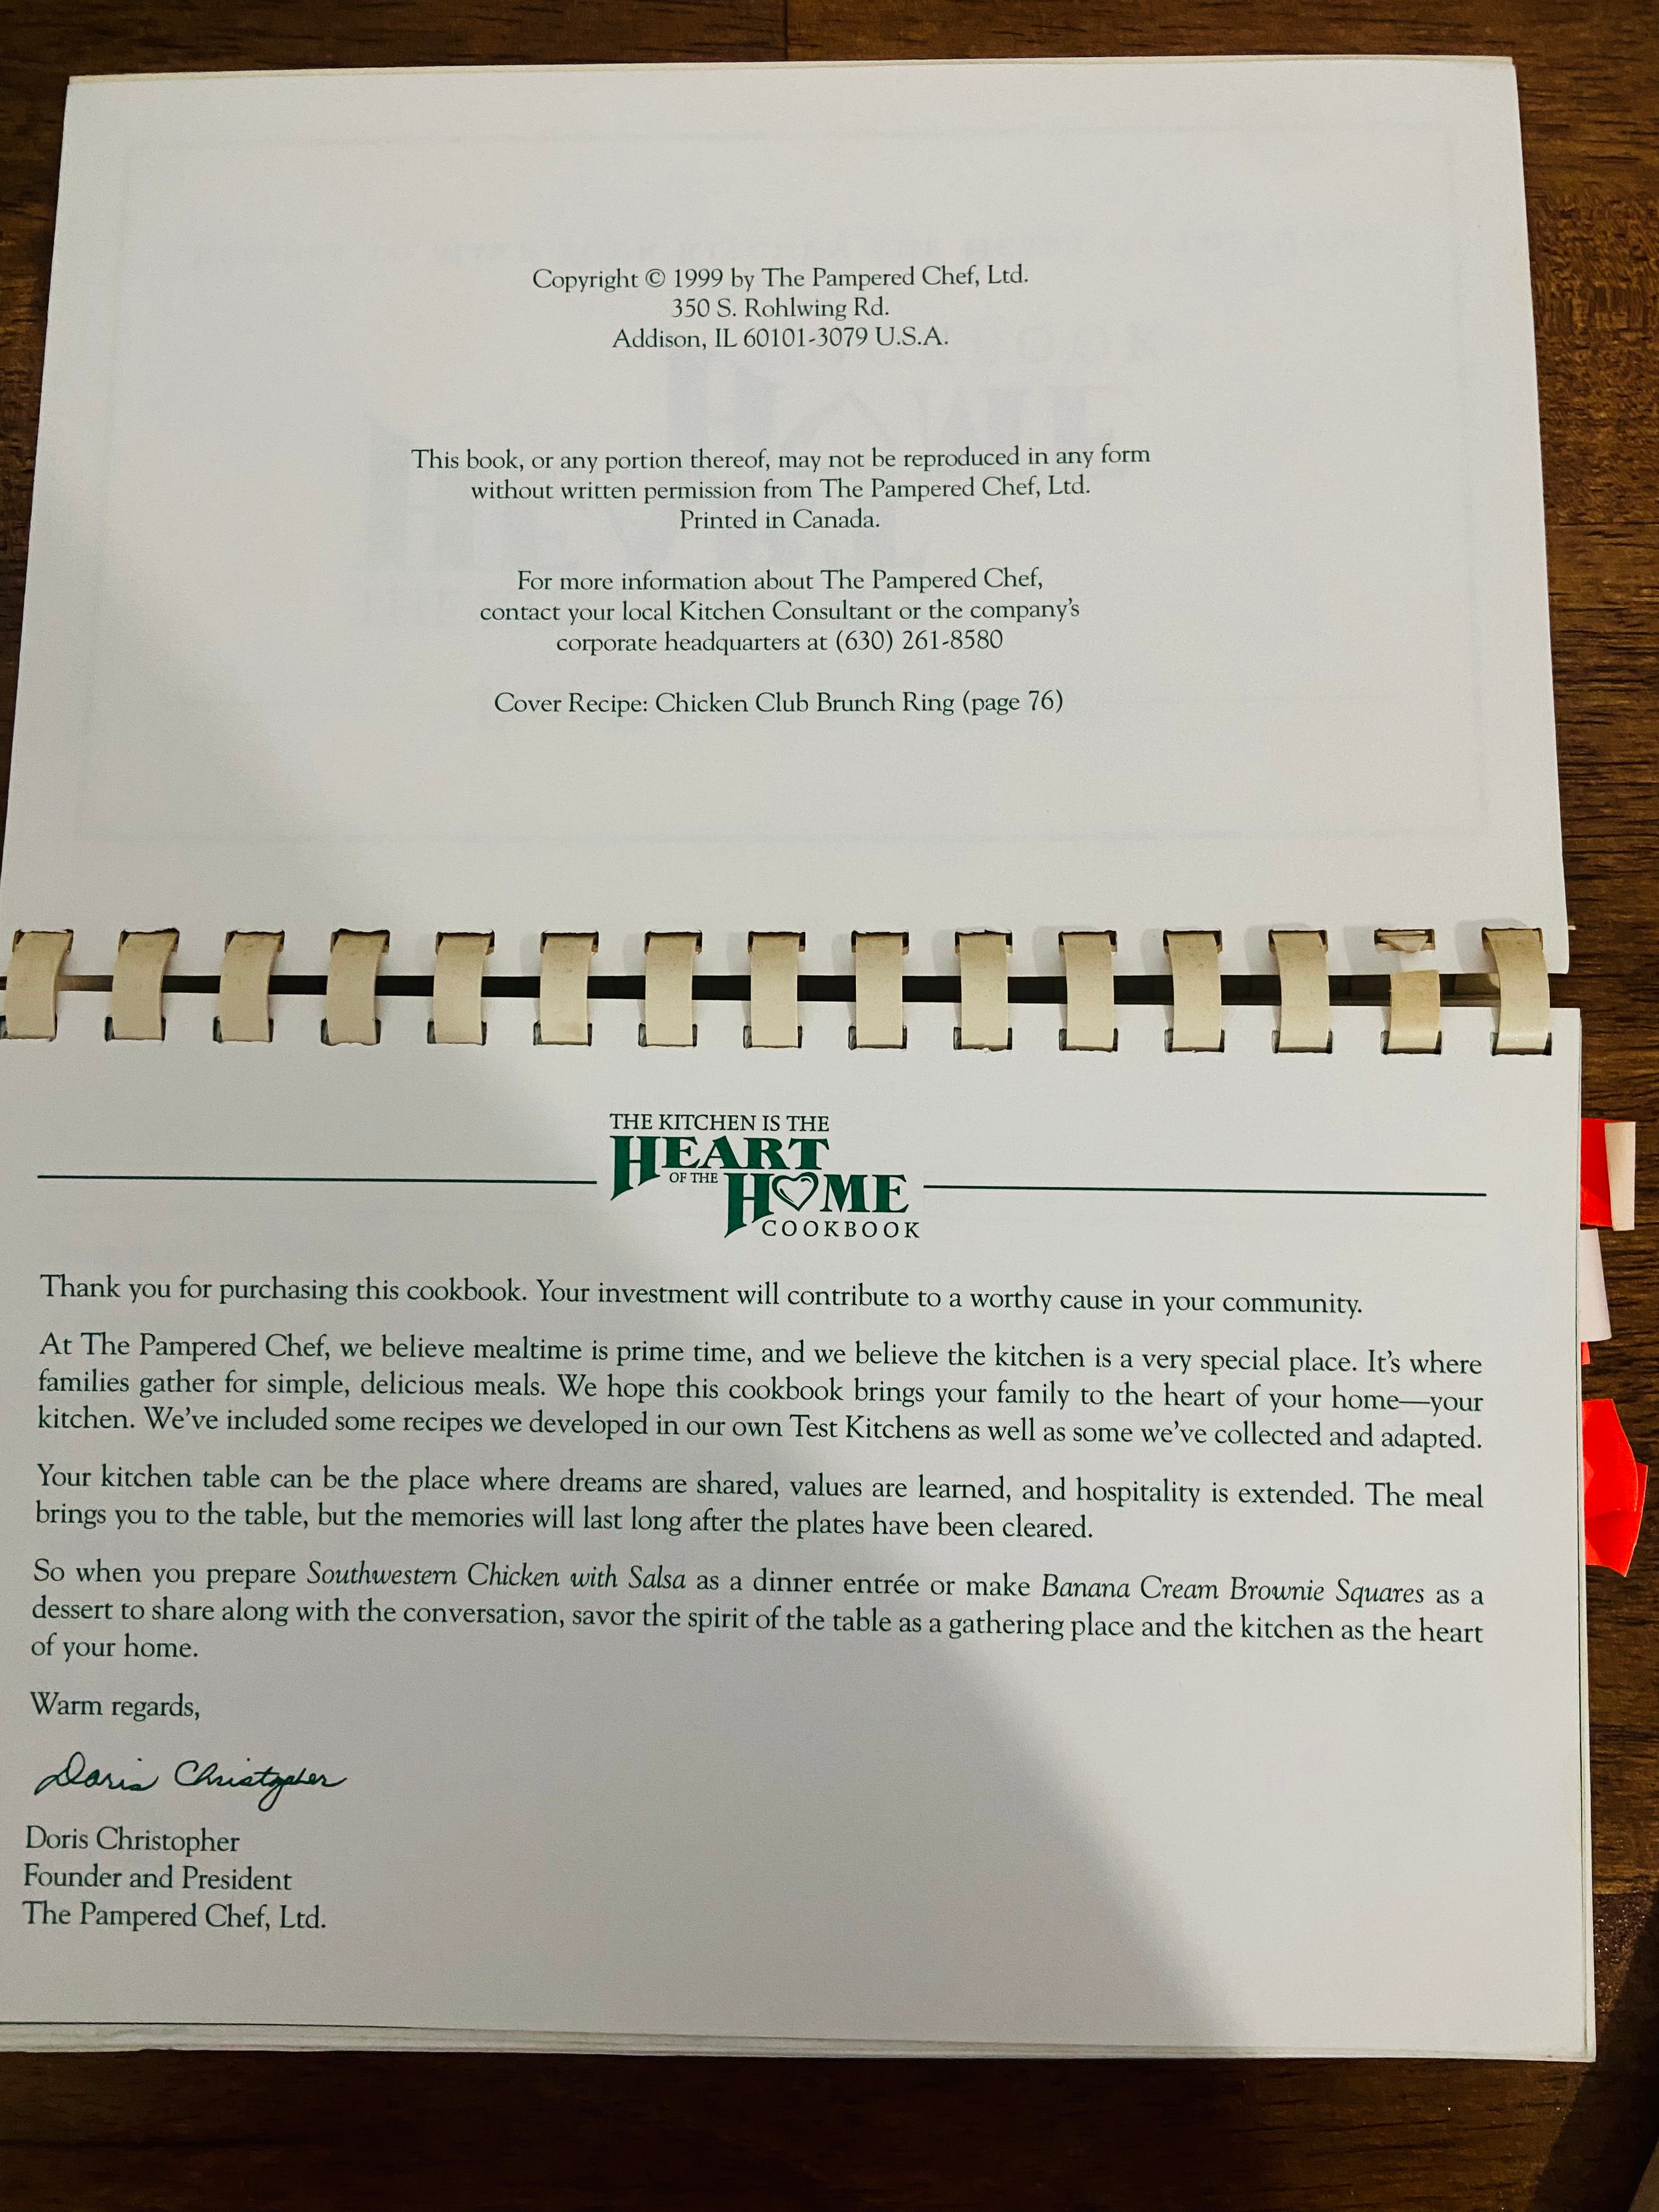 Copyright © 1999 by The Pampered Chef, Ltd.
350 S. Rohlwing Rd.
Addison, IL 60101-3079 U.S.A.
This book, or any portion thereof, may not be reproduced in any form
without written permission from The Pampered Chef, Ltd.
Printed in Canada.
For more information about The Pampered Chef,
contact your local Kitchen Consultant or the company's
corporate headquarters at (630) 261-8580
Cover Recipe: Chicken Club Brunch Ring (page 76)
THE KITCHEN IS THE
HEART
OF THE
HOME
COOKBOOK
Thank you for purchasing this cookbook. Your investment will contribute to a worthy cause in your community.
At The Pampered Chef, we believe mealtime is prime time, and we believe the kitchen is a very special place. It's where
families gather for simple, delicious meals. We hope this cookbook brings your family to the heart of your home—your
kitchen. We've included some recipes we developed in our own Test Kitchens as well as some we've collected and adapted.
Your kitchen table can be the place where dreams are shared, values are learned, and hospitality is extended. The meal
brings you to the table, but the memories will last long after the plates have been cleared.
So when you prepare Southwestern Chicken with Salsa as a dinner entrée or make Banana Cream Brownie Squares as a
dessert to share along with the conversation, savor the spirit of the table as a gathering place and the kitchen as the heart
of your home.
Warm regards,
Doris Christopher
Doris Christopher
Founder and President
The Pampered Chef, Ltd.